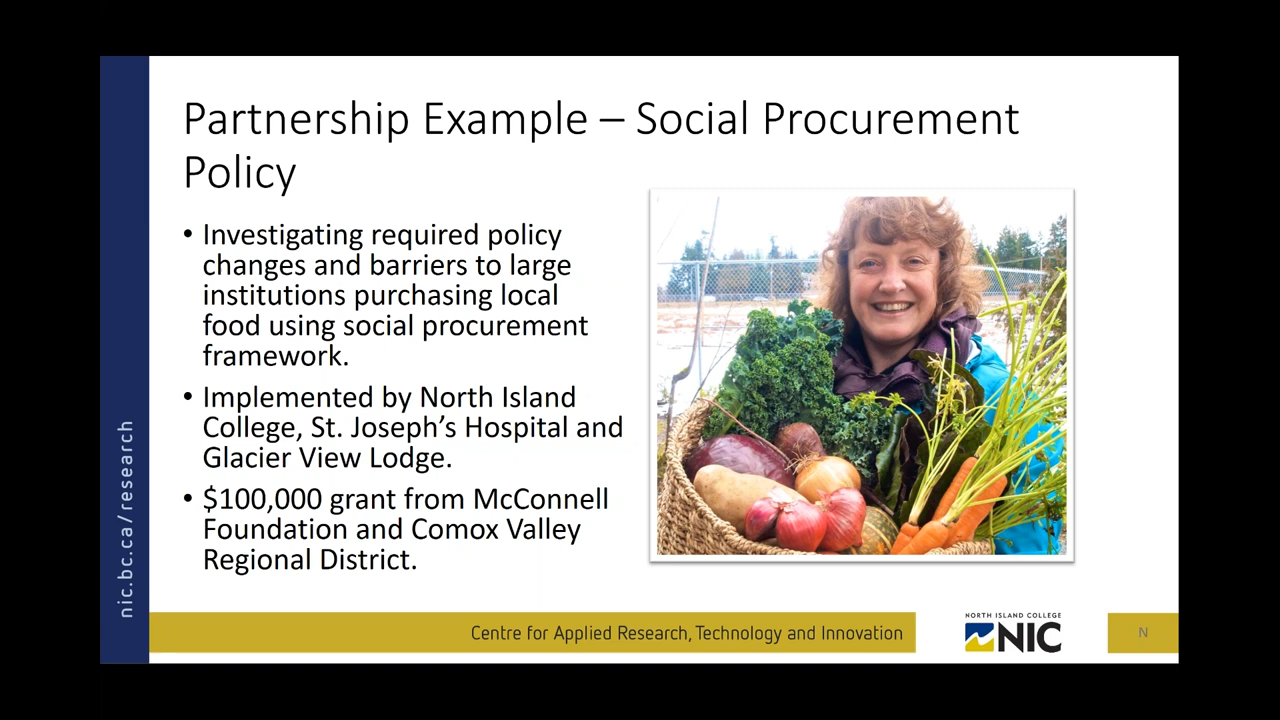 Partnership Example – Social Procurement
Policy
• Investigating required policy
changes and barriers to large
institutions purchasing local
food using social procurement
framework.
• Implemented by North Island
College, St. Joseph’s Hospital and
Glacier View Lodge.
• $100,000 grant from McConnell
Foundation and Comox Valley
Regional District.
nic.bc.ca/research
Centre for Applied Research, Technology and Innovation
NORTH ISLAND COLLEGE
NIC
N